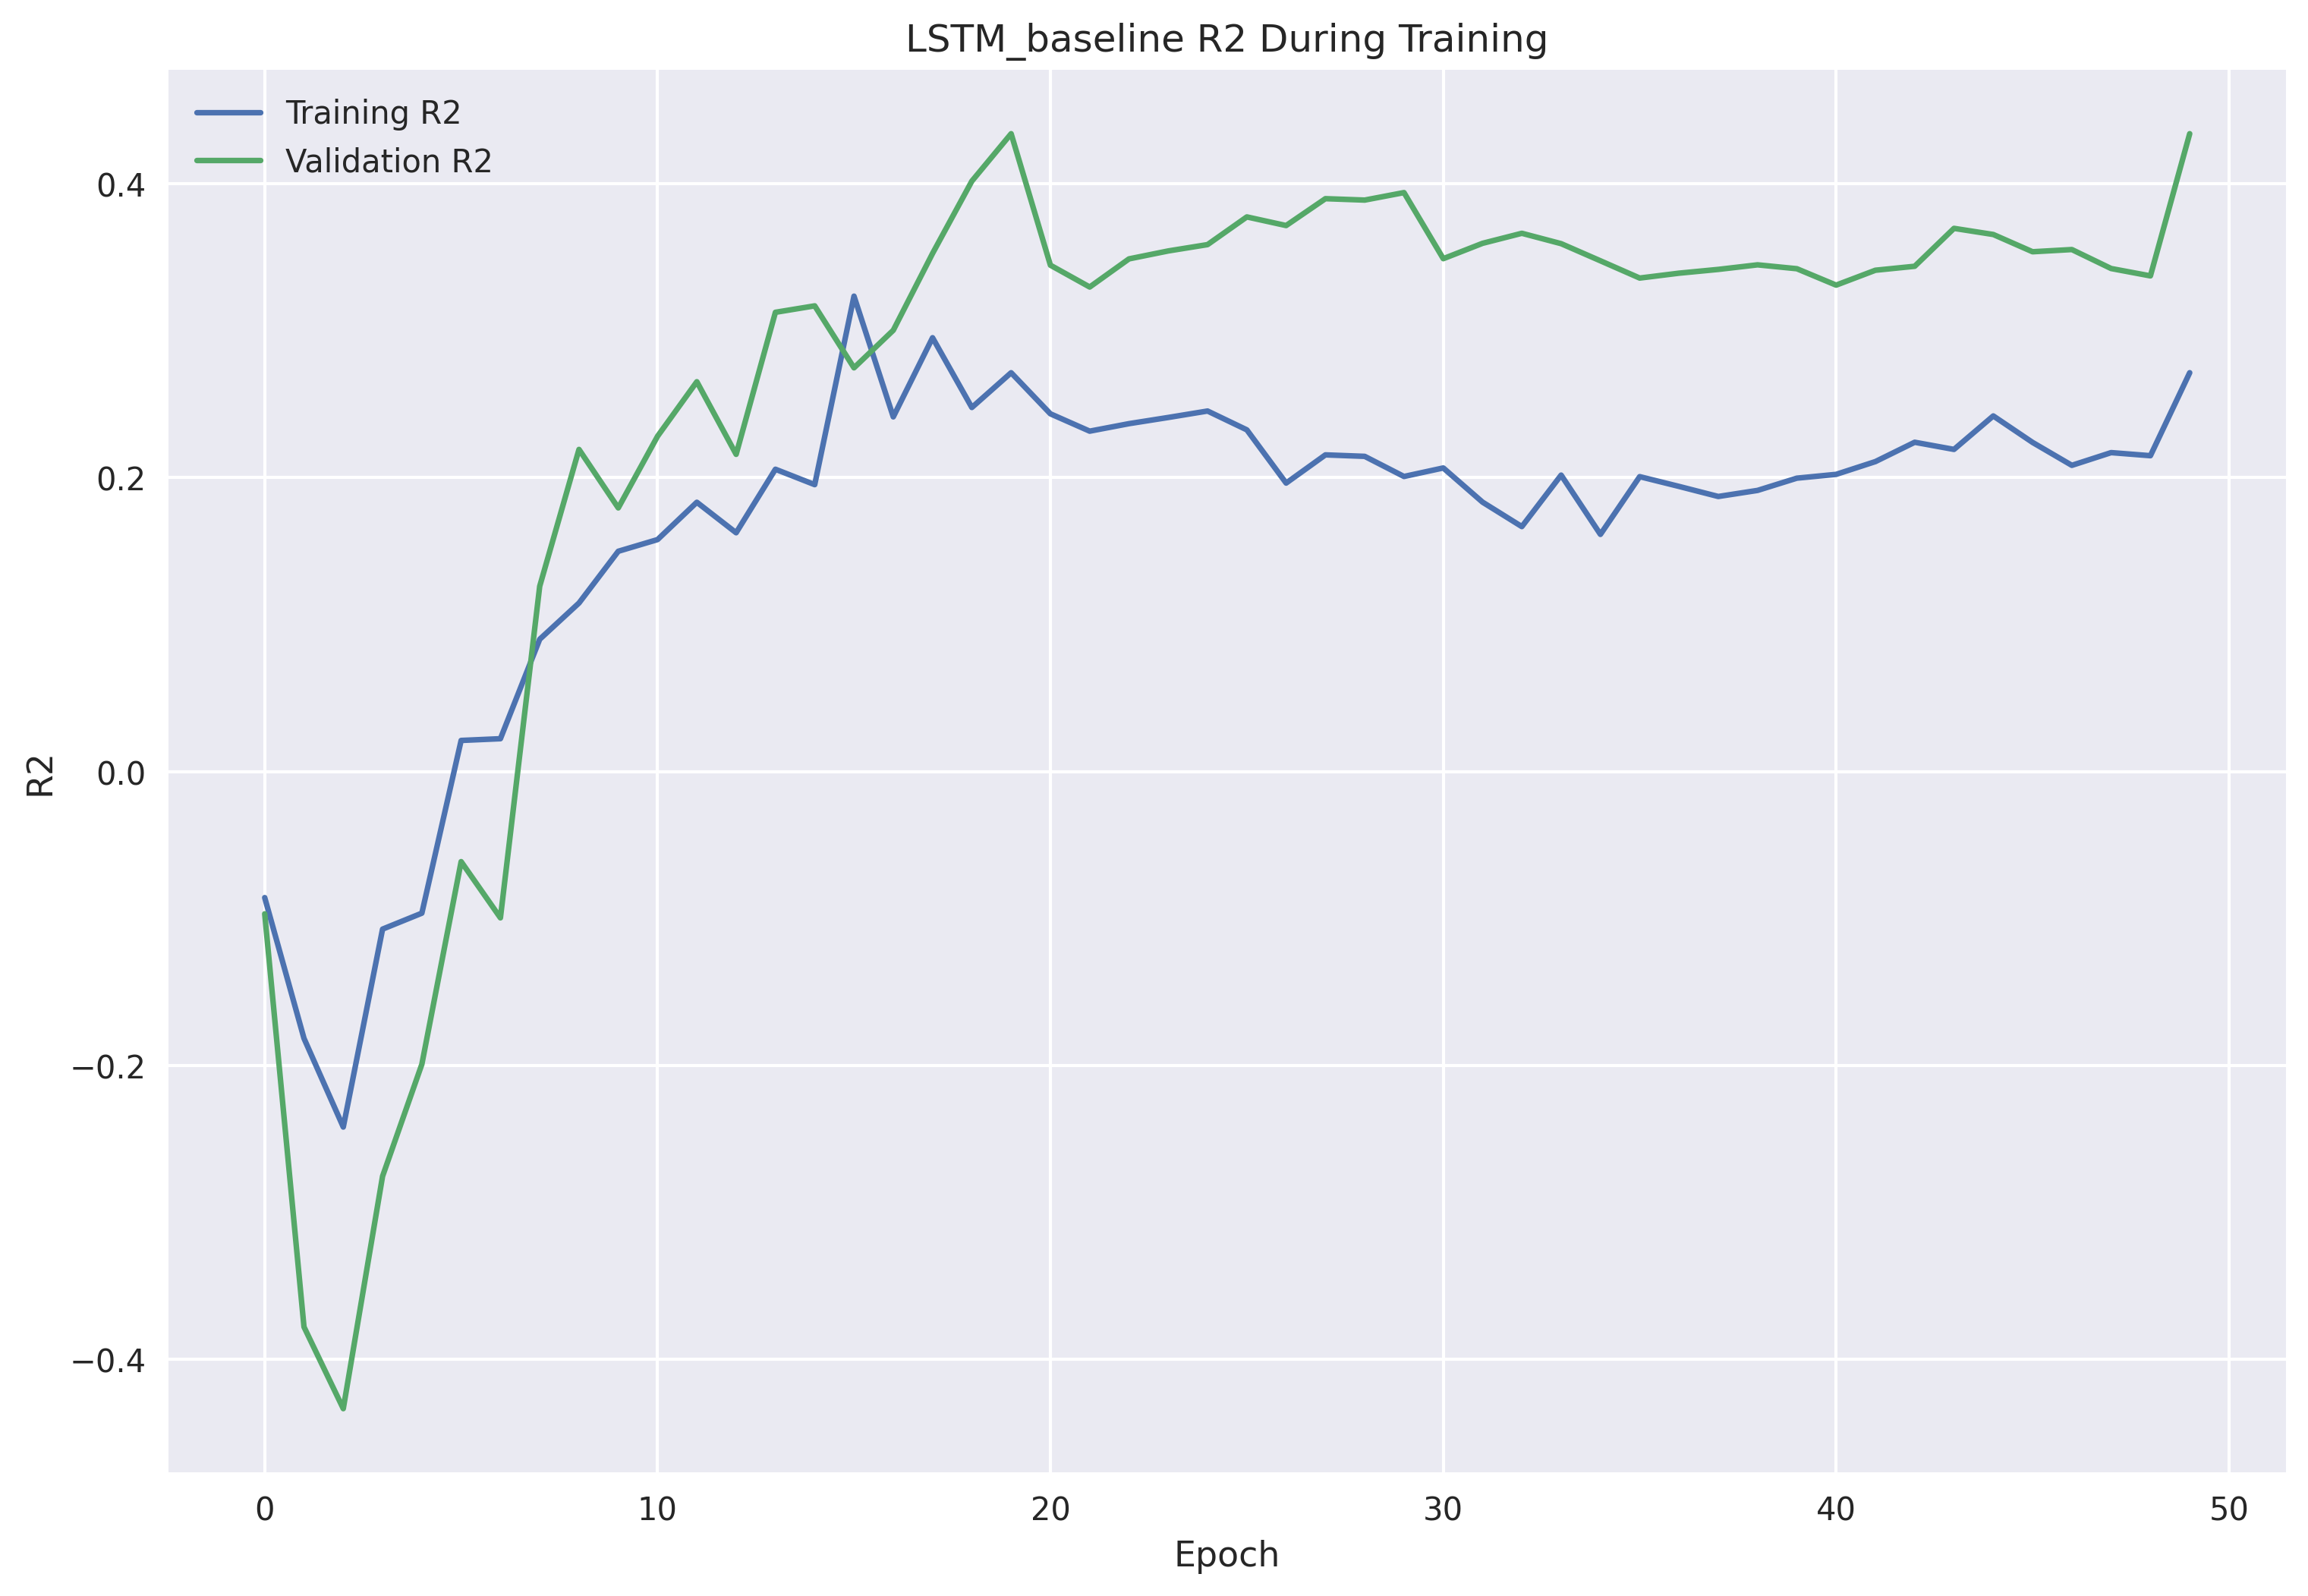 LSTM_baseline R2 During Training
Training R2
Validation R2
0.4
0.2
0.0
−0.2
−0.4
R2
0 10 20 30 40 50
Epoch